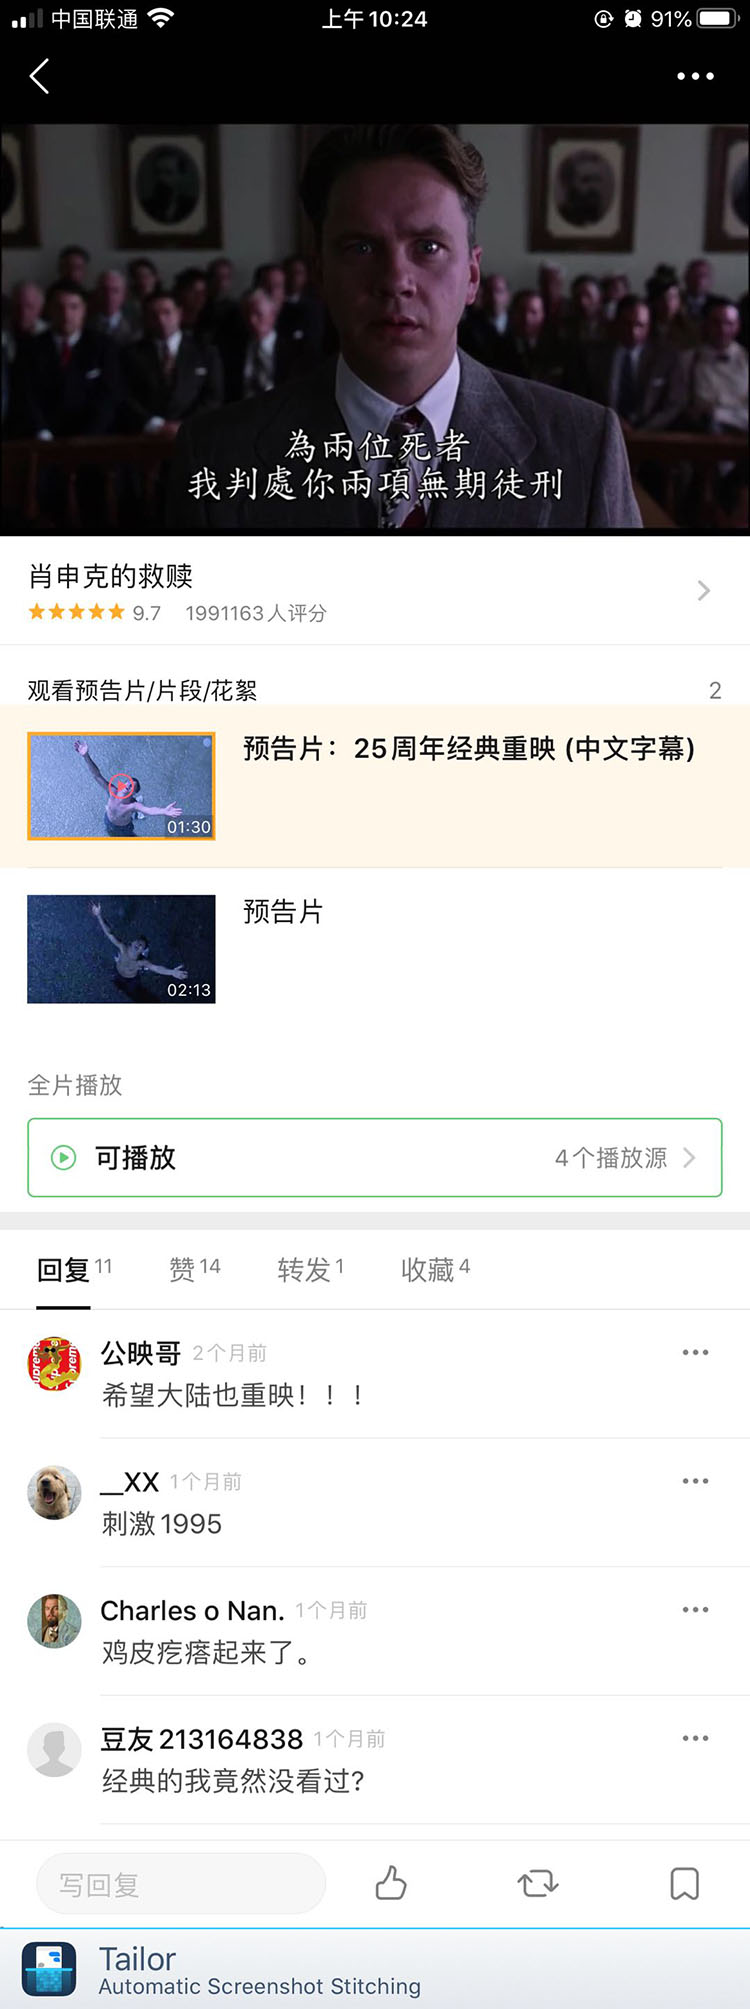 中国联通
上午10:24
91%
為兩位死者
我判處你兩項無期徒刑
肖申克的救赎
9.7 1991163人评分
观看预告片/片段/花絮 2
预告片：25周年经典重映 (中文字幕)
01:30
预告片
02:13
全片播放
可播放 4个播放源
回复 11 赞 14 转发 1 收藏 4
公映哥 2个月前
希望大陆也重映！！！
__XX 1个月前
刺激1995
Charles o Nan. 1个月前
鸡皮疙瘩起来了。
豆友213164838 1个月前
经典的我竟然没看过?
写回复
Tailor
Automatic Screenshot Stitching